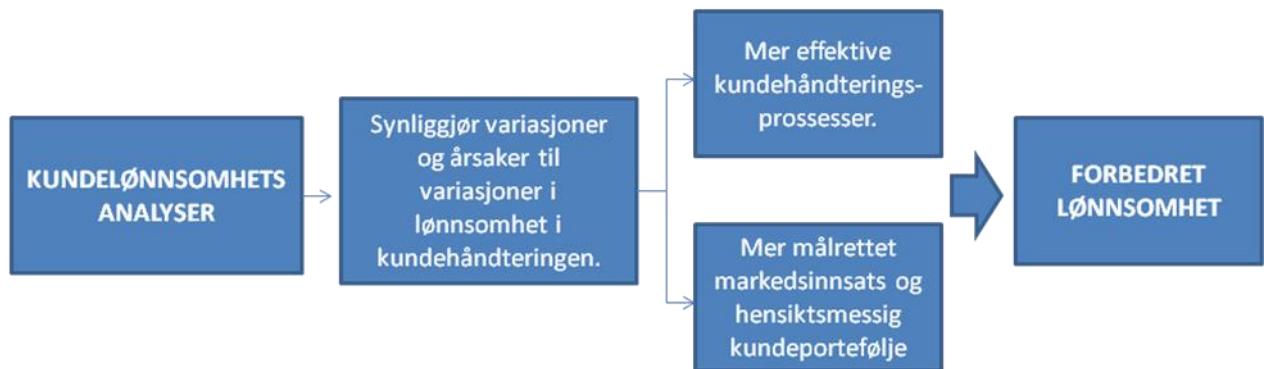 KUNDELØNNSOMHETS
ANALYSER
Synliggjør variasjoner
og årsaker til
variasjoner i
lønnsomhet i
kundehåndteringen.
Mer effektive
kundehåndterings-
prossesser.
Mer målrettet
markedsinnsats og
hensiktsmessig
kundeportefølje
FORBEDRET
LØNNSOMHET